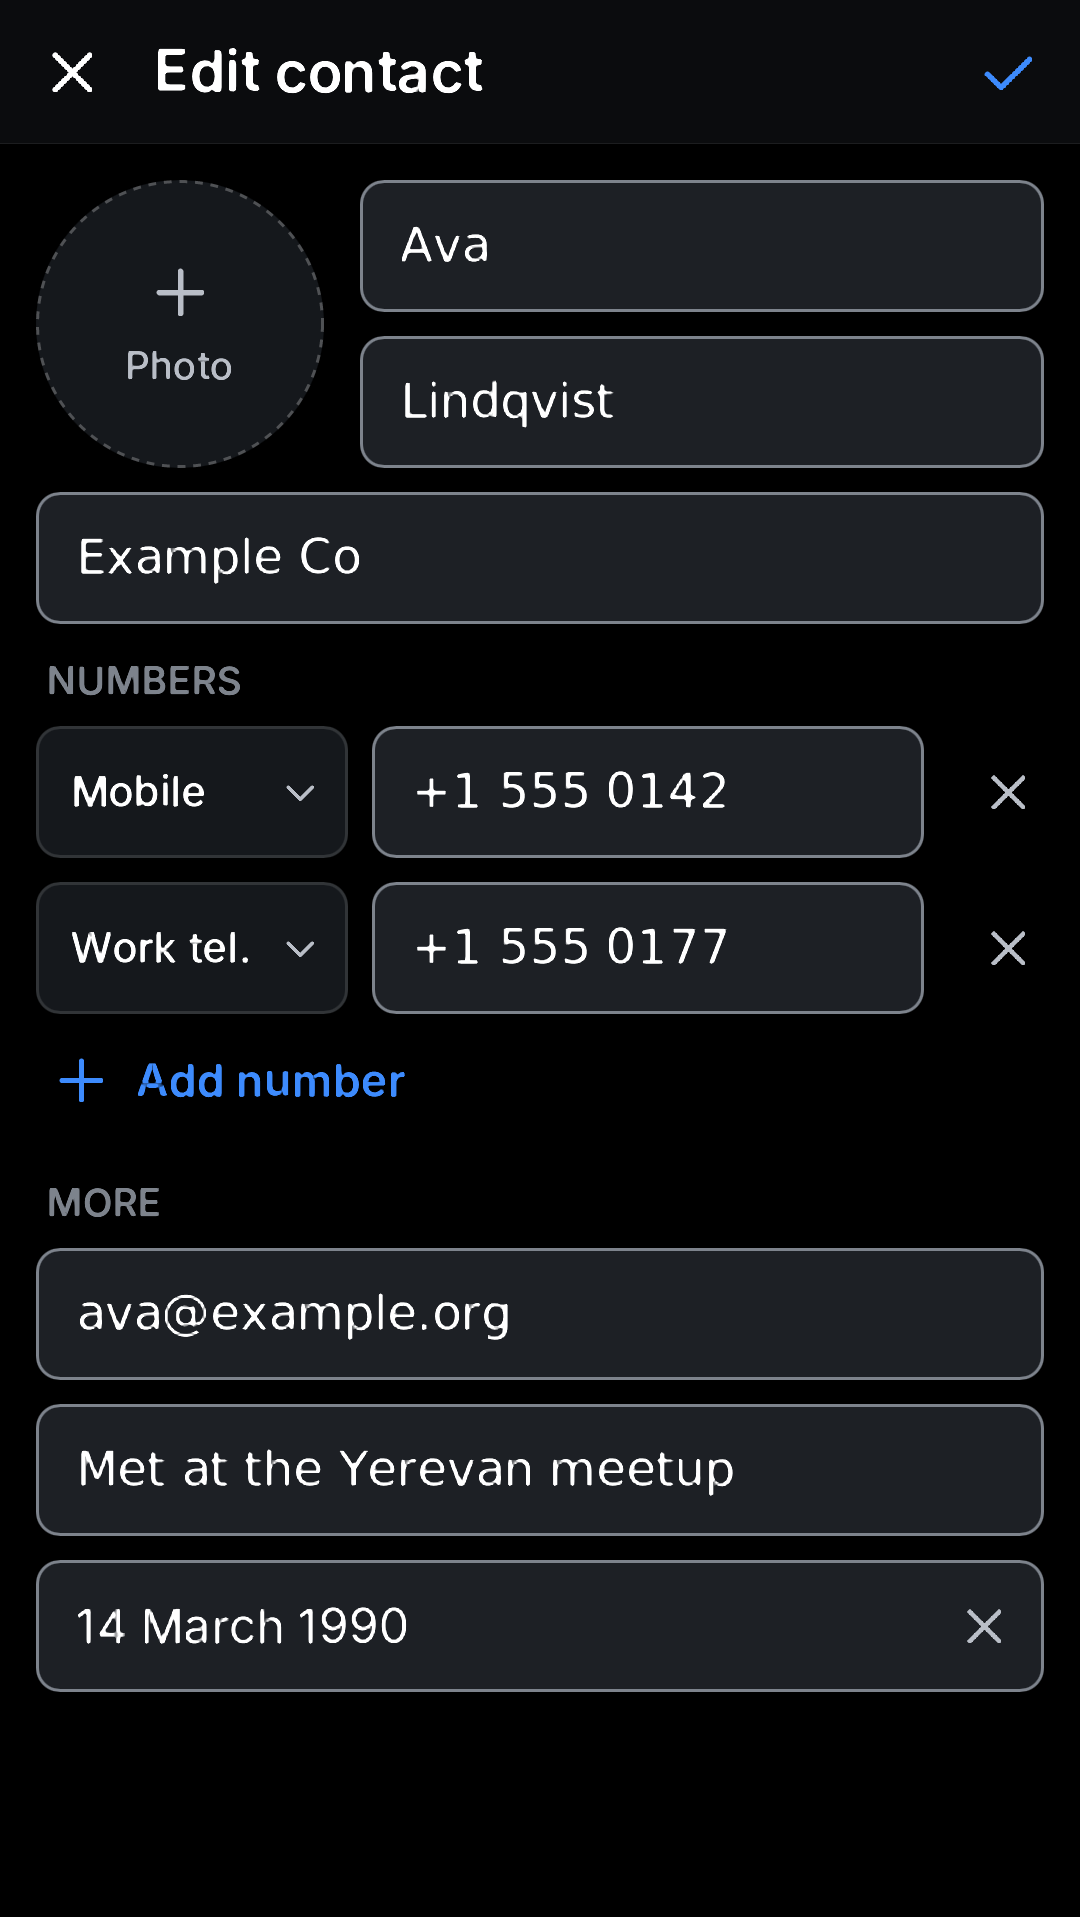 Edit contact
Photo
Ava
Lindqvist
Example Co
NUMBERS
Mobile
+1 555 0142
Work tel.
+1 555 0177
Add number
MORE
ava@example.org
Met at the Yerevan meetup
14 March 1990